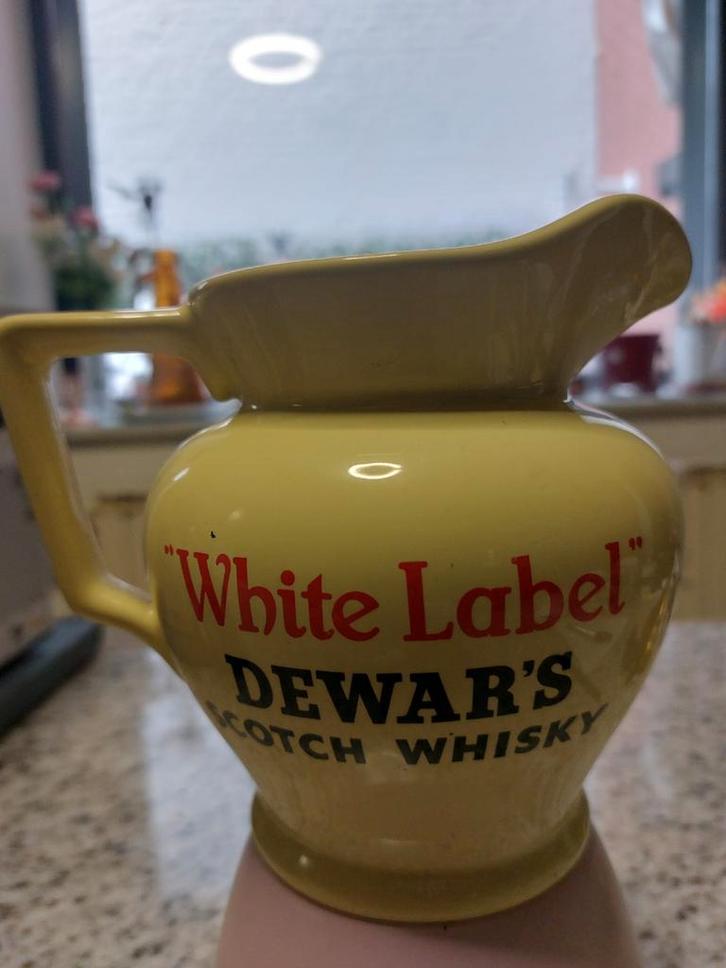 "White Label"
DEWAR'S
SCOTCH WHISKY